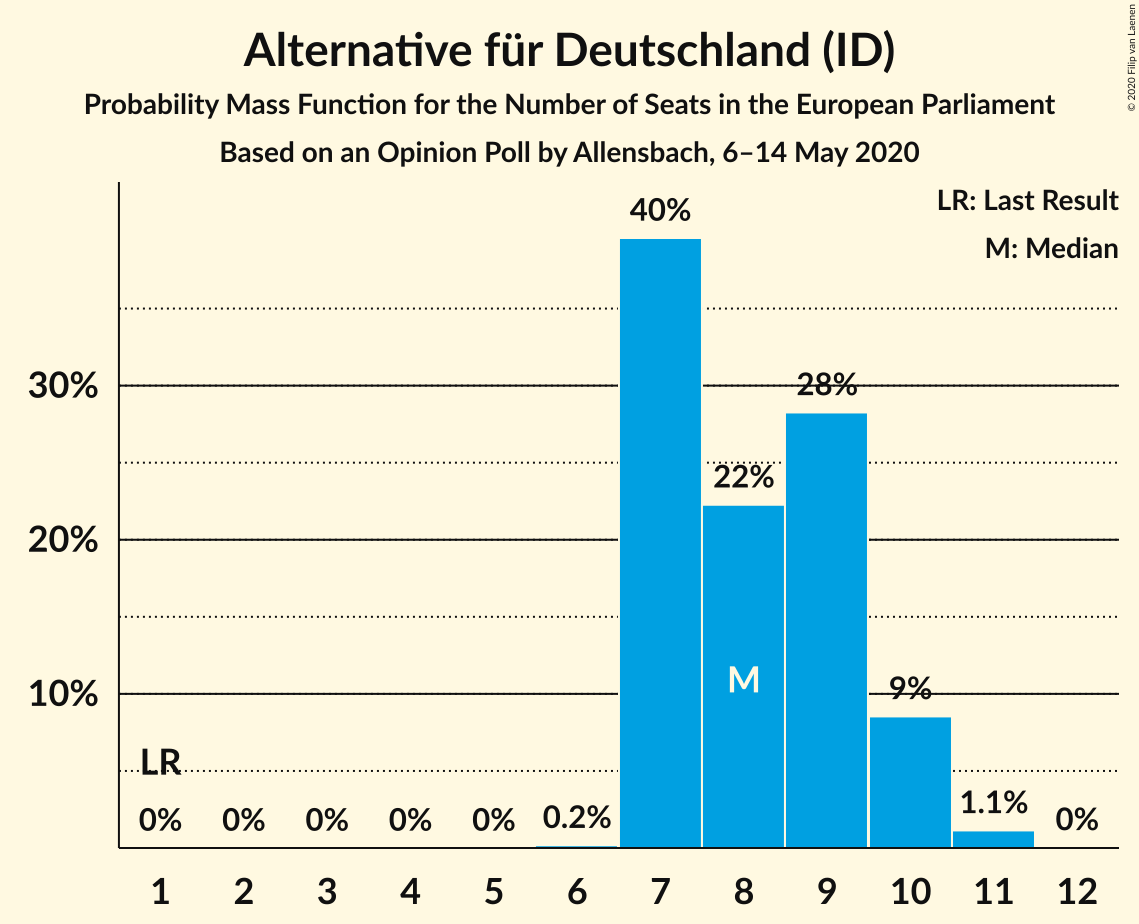 Alternative für Deutschland (ID)
Probability Mass Function for the Number of Seats in the European Parliament
Based on an Opinion Poll by Allensbach, 6–14 May 2020
© 2020 Filip van Laenen
LR: Last Result
M: Median
40%
30%
28%
22%
20%
M
10%
9%
LR
0% 0% 0% 0% 0% 0.2% 1.1% 0%
1 2 3 4 5 6 7 8 9 10 11 12